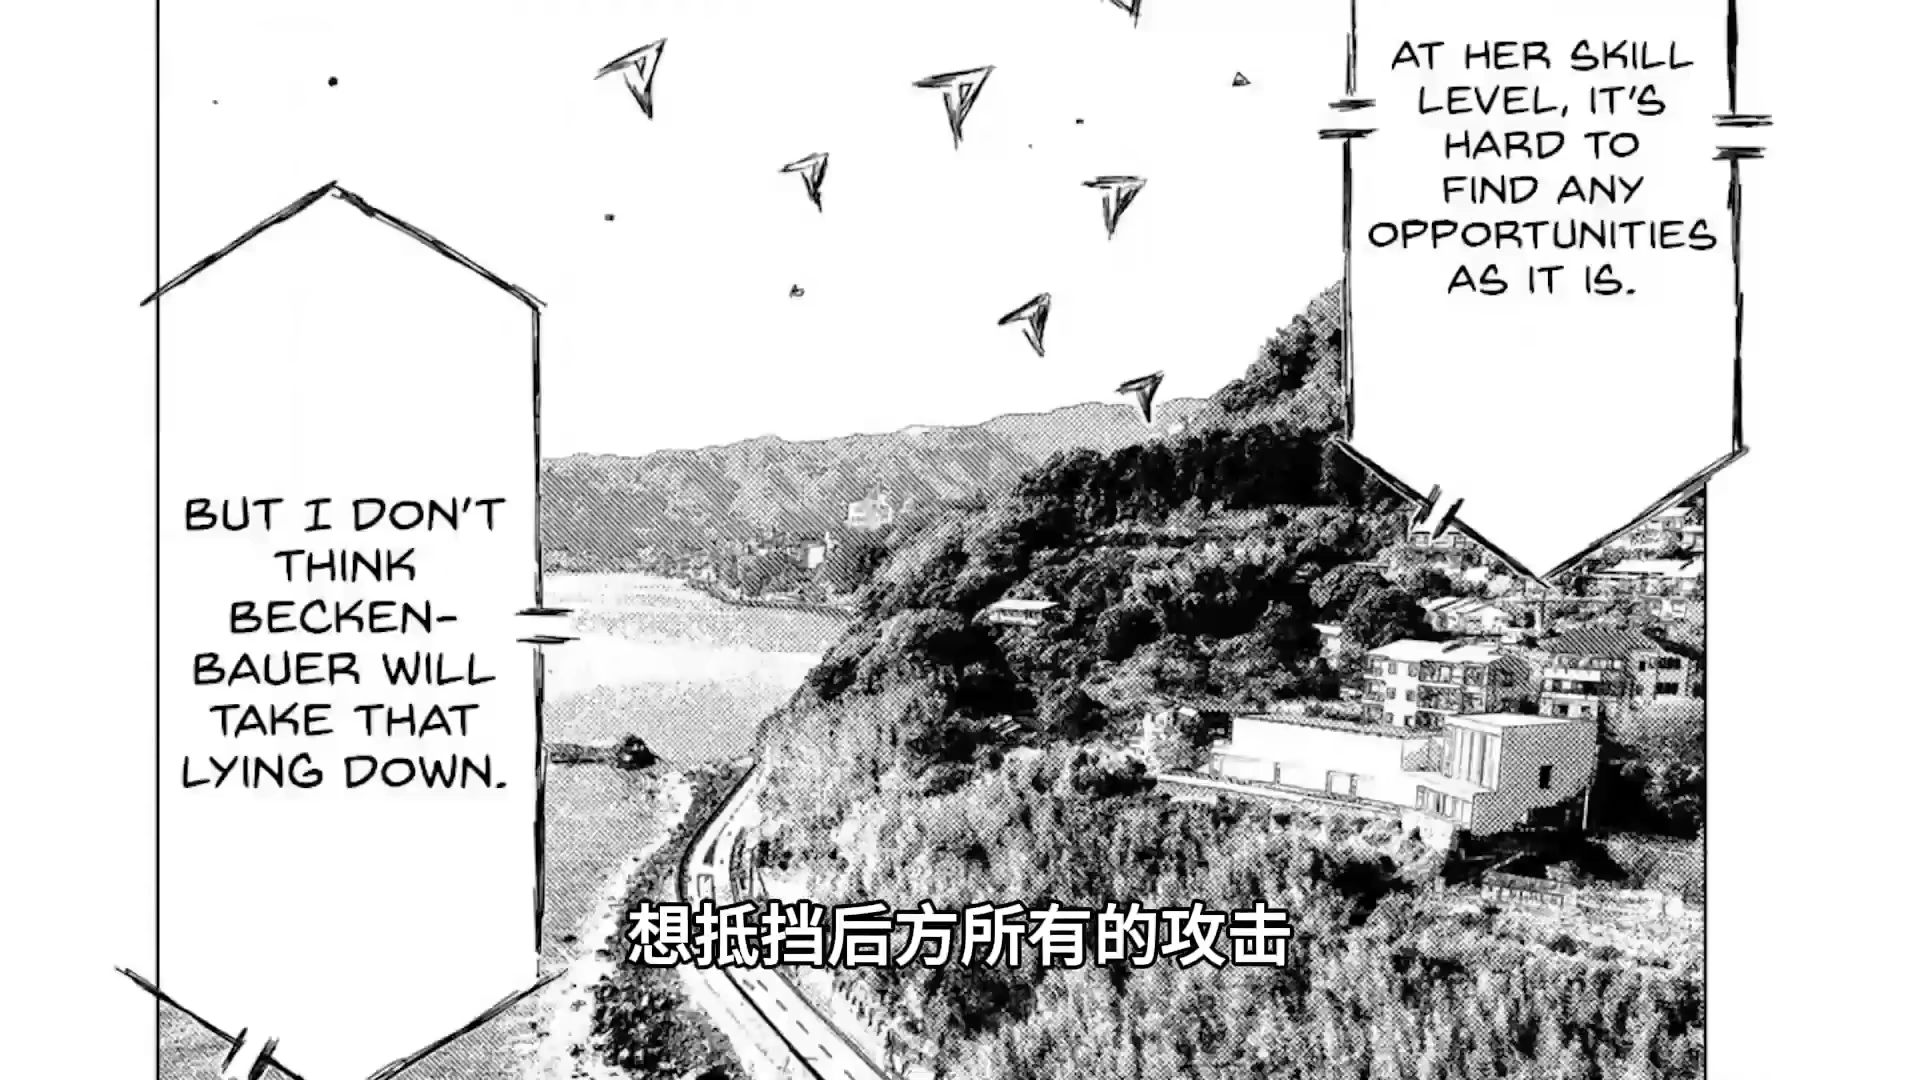 AT HER SKILL
LEVEL, IT'S
HARD TO
FIND ANY
OPPORTUNITIES
AS IT IS.
BUT I DON'T
THINK
BECKEN-
BAUER WILL
TAKE THAT
LYING DOWN.
想抵挡后方所有的攻击